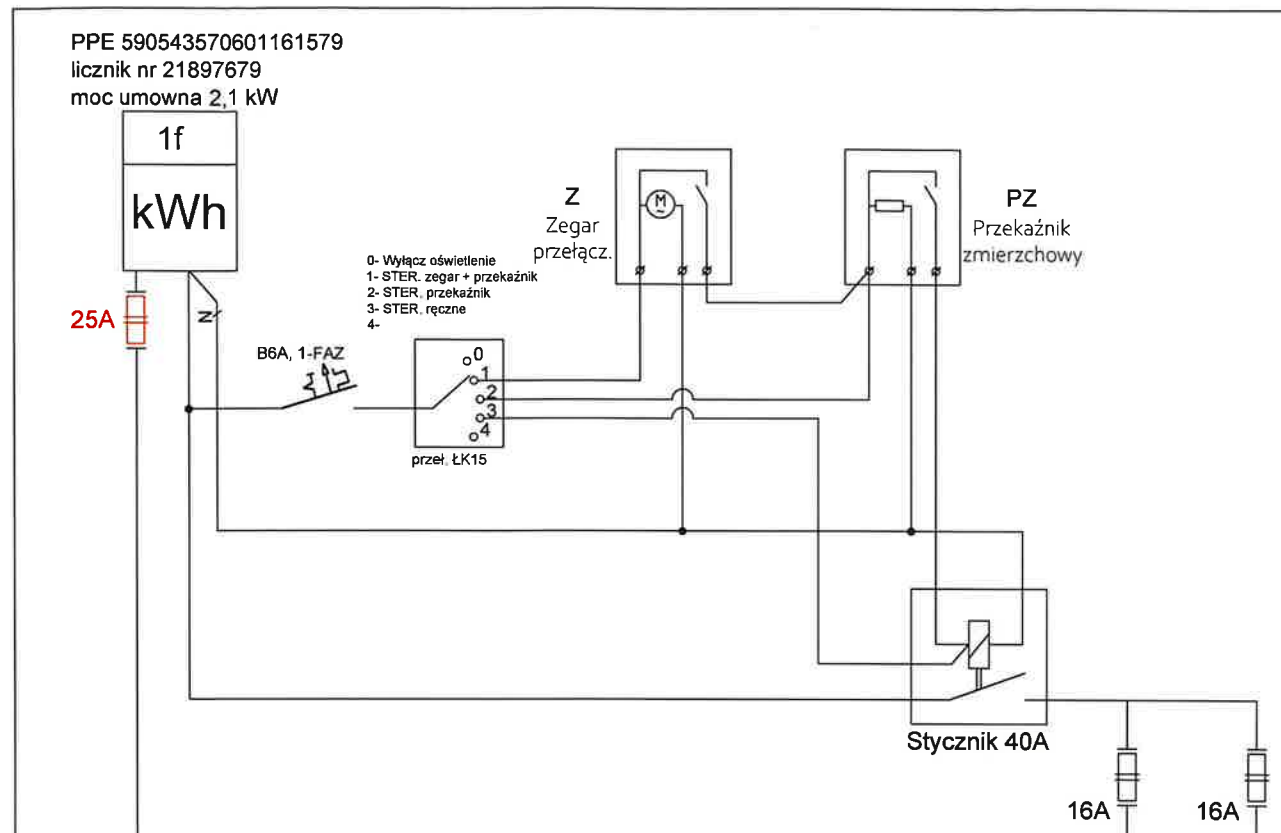 PPE 590543570601161579
licznik nr 21897679
moc umowna 2,1 kW
1f
kWh
25A
N
B6A, 1-FAZ
0- Wyłącz oświetlenie
1- STER. zegar + przekaźnik
2- STER. przekaźnik
3- STER. ręczne
4-
0
1
2
3
4
przeł. ŁK15
Z
Zegar
przełącz.
M
~
PZ
Przekaźnik
zmierzchowy
Stycznik 40A
16A
16A